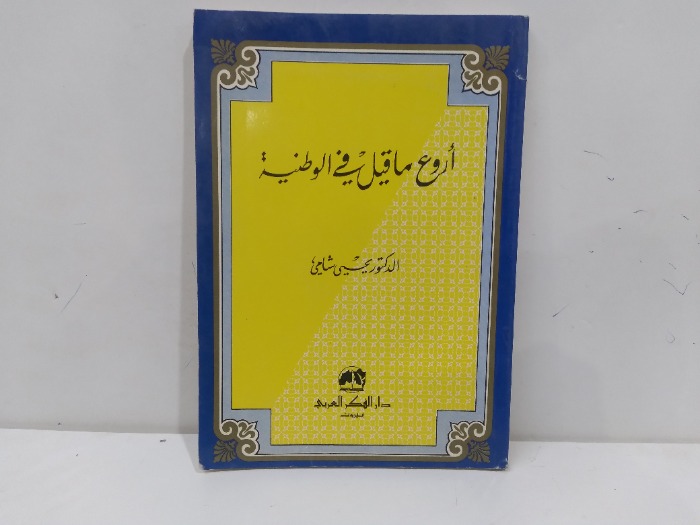 أروع ما قيل في الوطنية
الدكتور يحيى شامي
دار الفكر العربي
بيروت